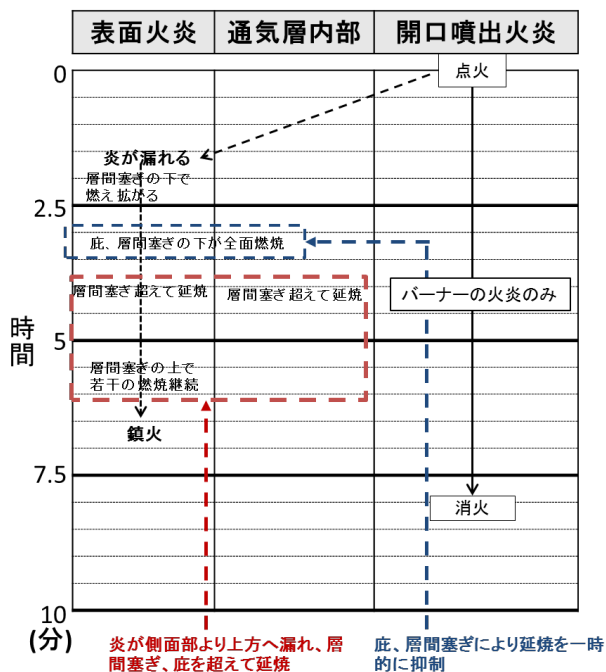 表面火炎 通気層内部 開口噴出火炎
0
点火
炎が漏れる
層間塞ぎの下で
燃え拡がる
2.5
庇、層間塞ぎの下が全面燃焼
層間塞ぎ超えて延焼 層間塞ぎ超えて延焼
バーナーの火炎のみ
時間
5
層間塞ぎの上で
若干の燃焼継続
鎮火
7.5
消火
10
(分)
炎が側面部より上方へ漏れ、層
間塞ぎ、庇を超えて延焼
庇、層間塞ぎにより延焼を一時
的に抑制